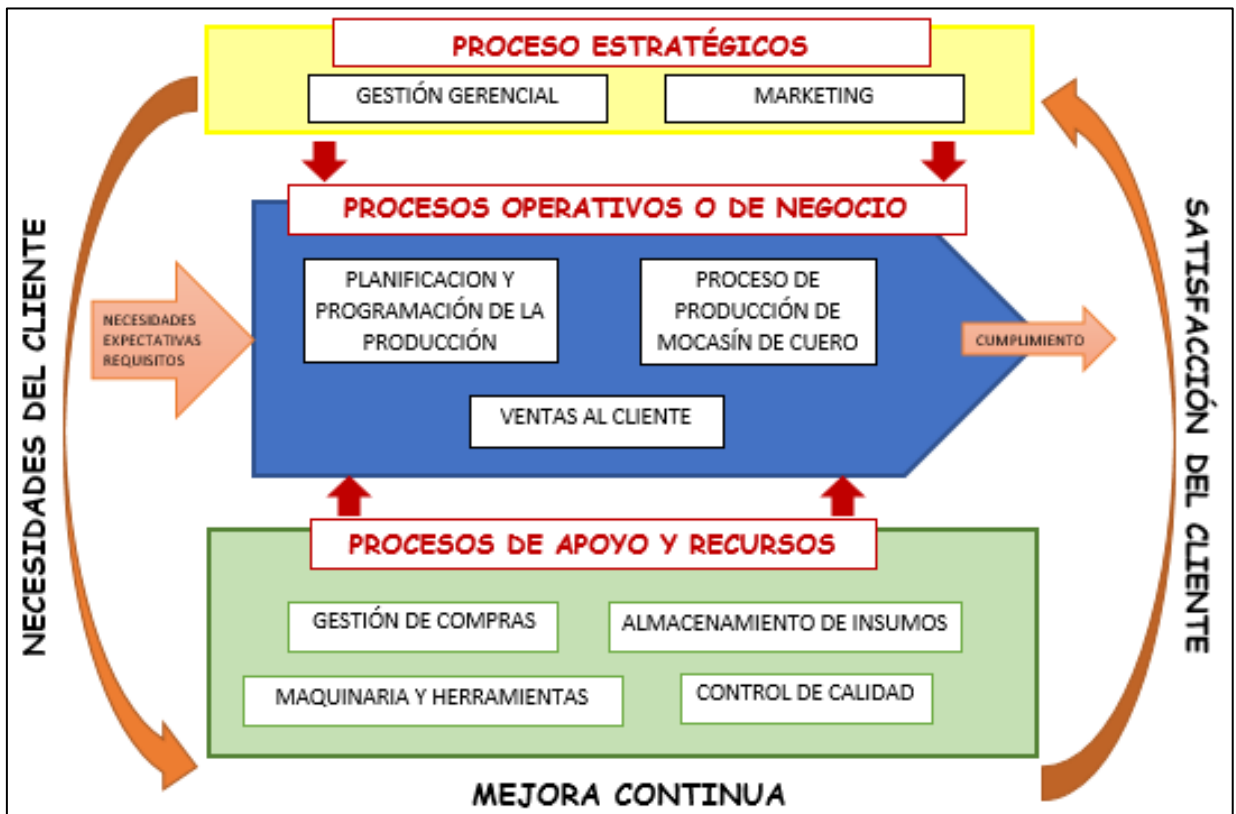 PROCESO ESTRATÉGICOS
GESTIÓN GERENCIAL
MARKETING
PROCESOS OPERATIVOS O DE NEGOCIO
NECESIDADES DEL CLIENTE
NECESIDADES
EXPECTATIVAS
REQUISITOS
PLANIFICACION Y
PROGRAMACIÓN DE LA
PRODUCCIÓN
PROCESO DE
PRODUCCIÓN DE
MOCASÍN DE CUERO
VENTAS AL CLIENTE
CUMPLIMIENTO
SATISFACCIÓN DEL CLIENTE
PROCESOS DE APOYO Y RECURSOS
GESTIÓN DE COMPRAS
ALMACENAMIENTO DE INSUMOS
MAQUINARIA Y HERRAMIENTAS
CONTROL DE CALIDAD
MEJORA CONTINUA